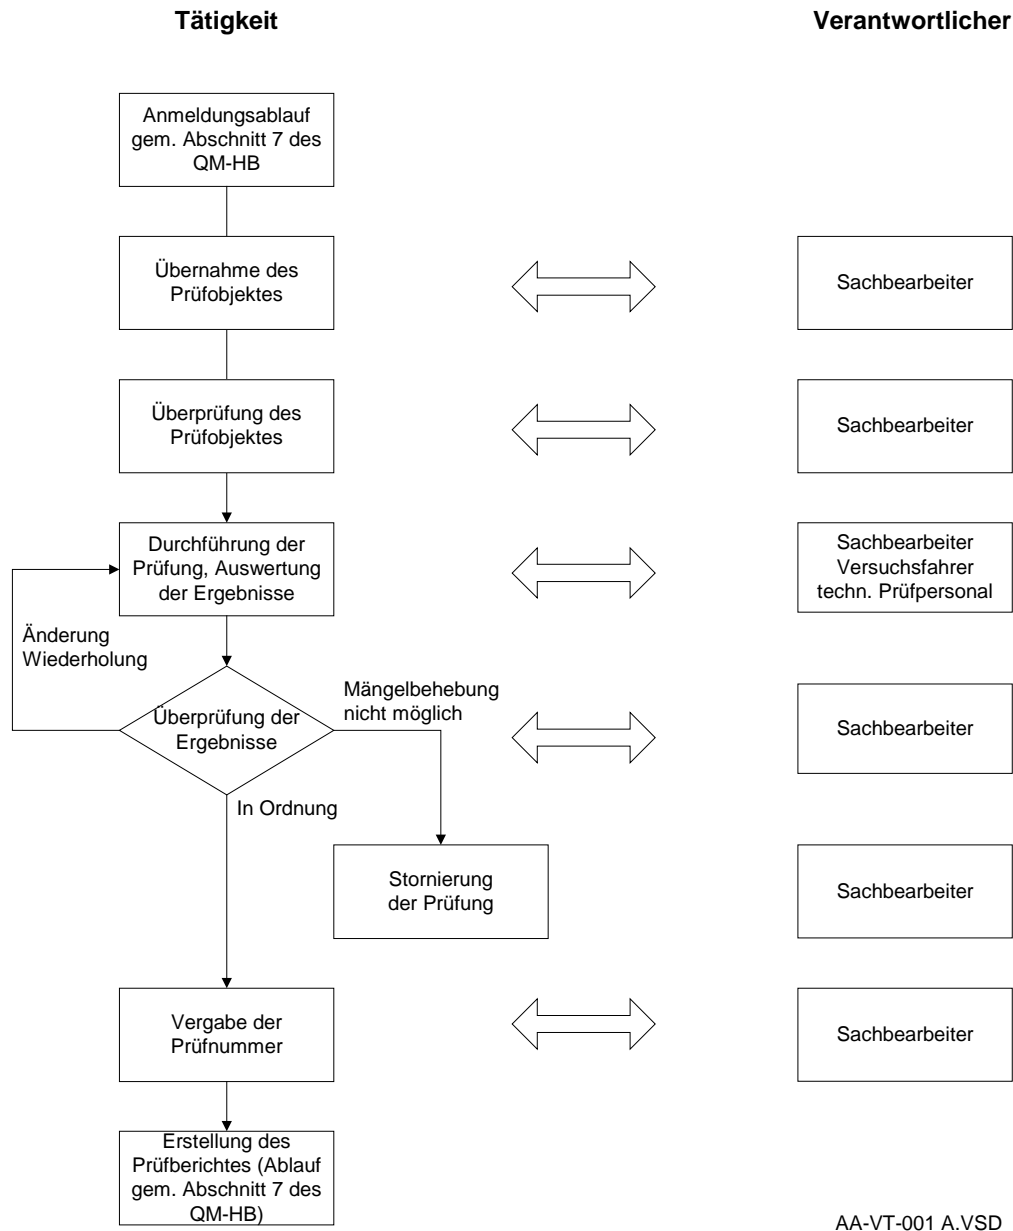 Tätigkeit
Verantwortlicher
Anmeldungsablauf
gem. Abschnitt 7 des
QM-HB
Übernahme des
Prüfobjektes
Sachbearbeiter
Überprüfung des
Prüfobjektes
Sachbearbeiter
Durchführung der
Prüfung, Auswertung
der Ergebnisse
Sachbearbeiter
Versuchsfahrer
techn. Prüfpersonal
Änderung
Wiederholung
Überprüfung der
Ergebnisse
Mängelbehebung
nicht möglich
Sachbearbeiter
In Ordnung
Stornierung
der Prüfung
Sachbearbeiter
Vergabe der
Prüfnummer
Sachbearbeiter
Erstellung des
Prüfberichtes (Ablauf
gem. Abschnitt 7 des
QM-HB)
AA-VT-001 A.VSD